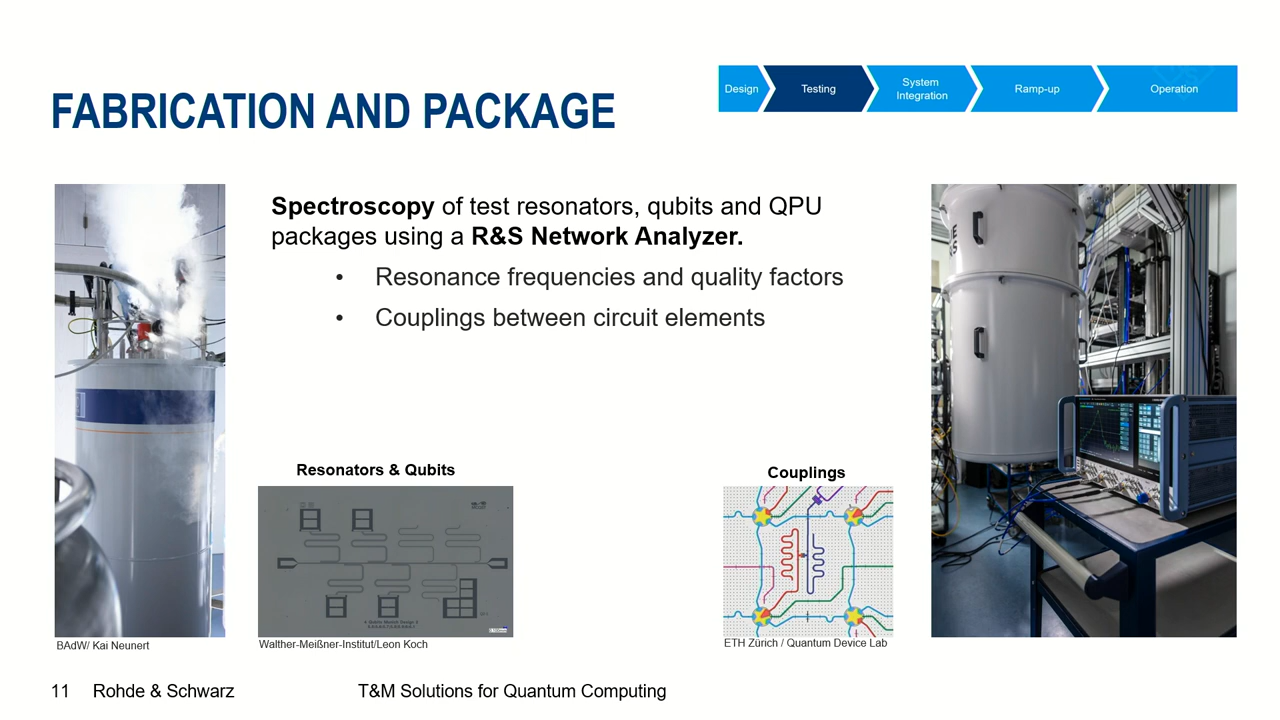 FABRICATION AND PACKAGE
Design
Testing
System
Integration
Ramp-up
Operation
Spectroscopy of test resonators, qubits and QPU
packages using a R&S Network Analyzer.
• Resonance frequencies and quality factors
• Couplings between circuit elements
Resonators & Qubits
Couplings
BAdW/ Kai Neunert
Walther-Meißner-Institut/Leon Koch
ETH Zürich / Quantum Device Lab
11 Rohde & Schwarz T&M Solutions for Quantum Computing